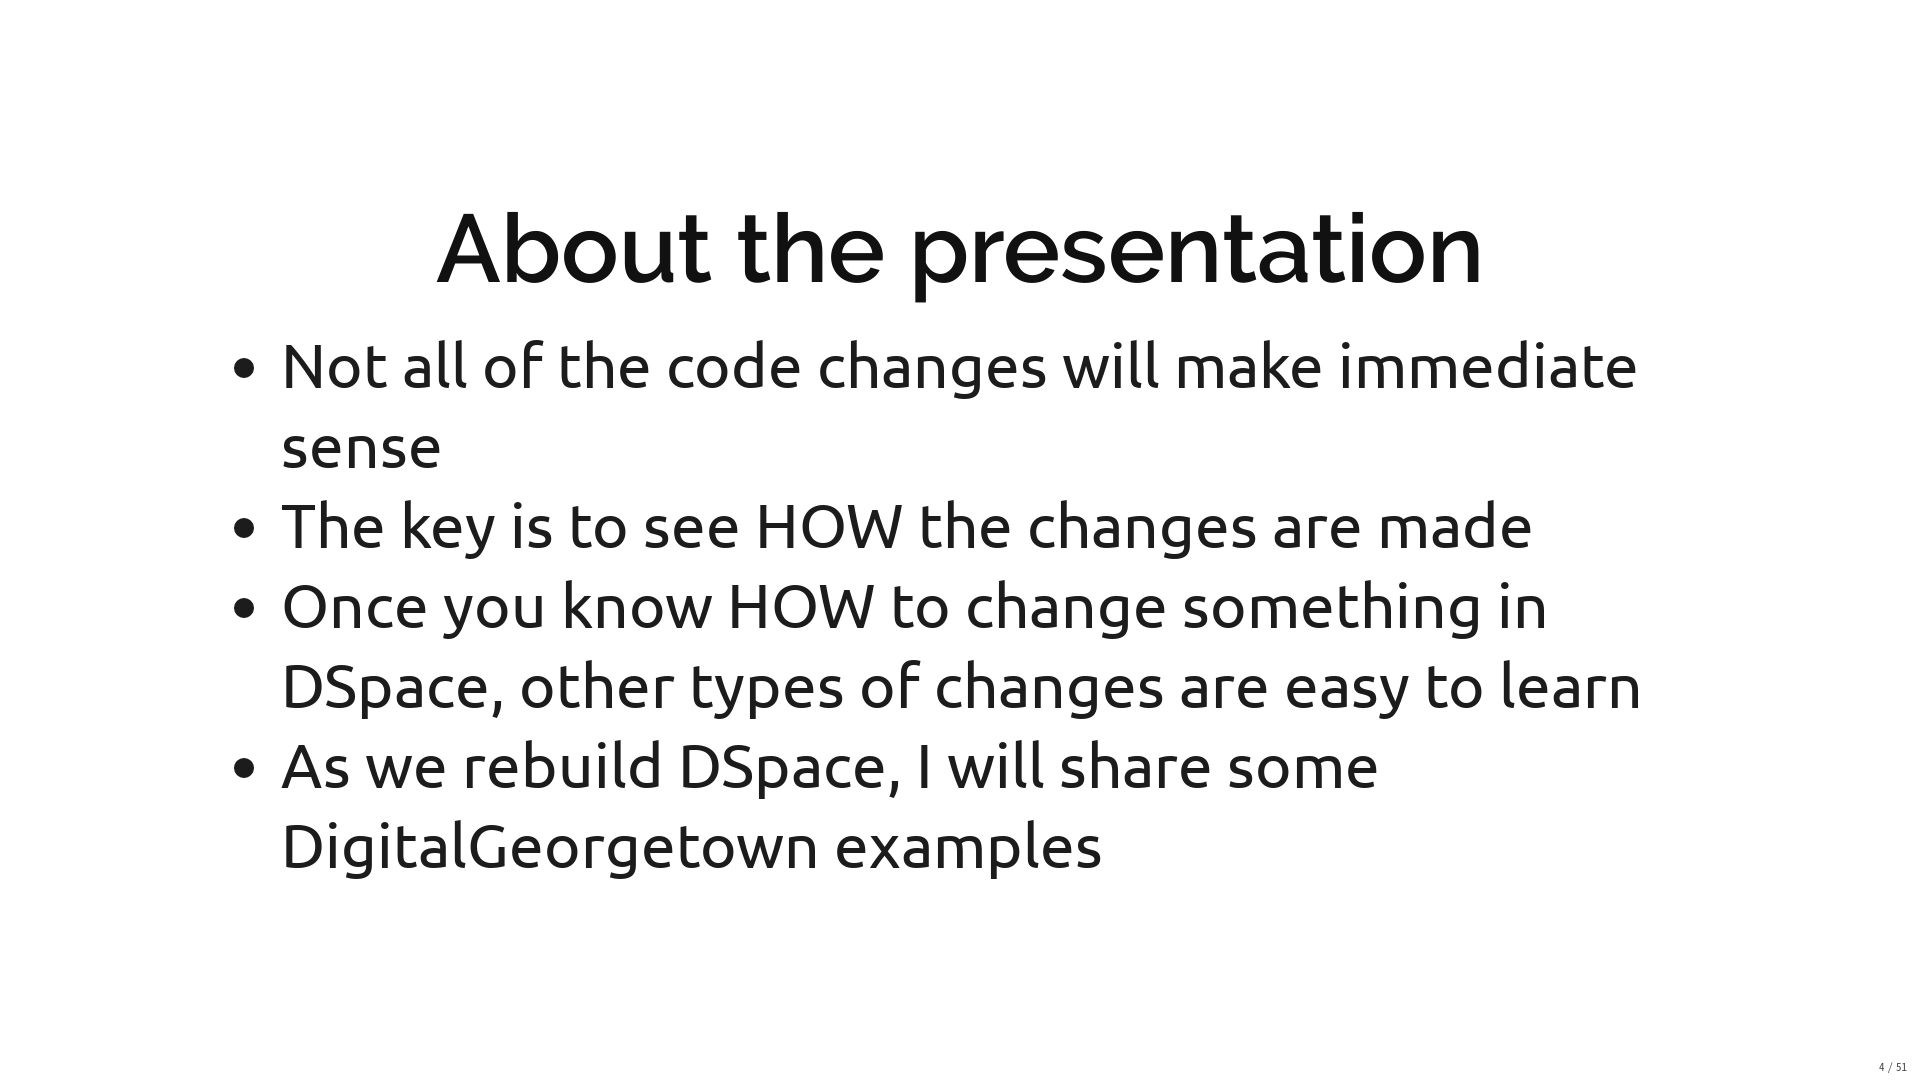 About the presentation
• Not all of the code changes will make immediate
sense
• The key is to see HOW the changes are made
• Once you know HOW to change something in
DSpace, other types of changes are easy to learn
• As we rebuild DSpace, I will share some
DigitalGeorgetown examples
4 / 51